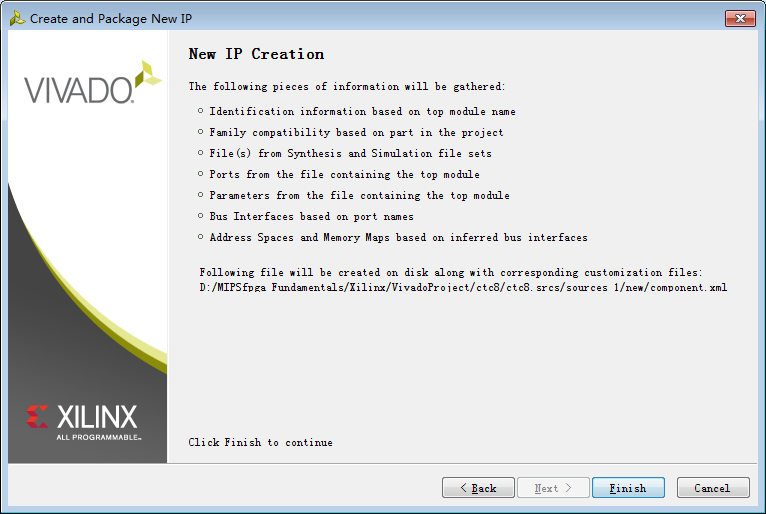 Create and Package New IP
VIVADO.
New IP Creation
The following pieces of information will be gathered:
Identification information based on top module name
Family compatibility based on part in the project
File(s) from Synthesis and Simulation file sets
Ports from the file containing the top module
Parameters from the file containing the top module
Bus Interfaces based on port names
Address Spaces and Memory Maps based on inferred bus interfaces
Following file will be created on disk along with corresponding customization files:
D:/MIPSfpga_Fundamentals/Xilinx/VivadoProject/ctc8/ctc8.srcs/sources_1/new/component.xml
XILINX
ALL PROGRAMMABLE™
Click Finish to continue
< Back
Next >
Finish
Cancel